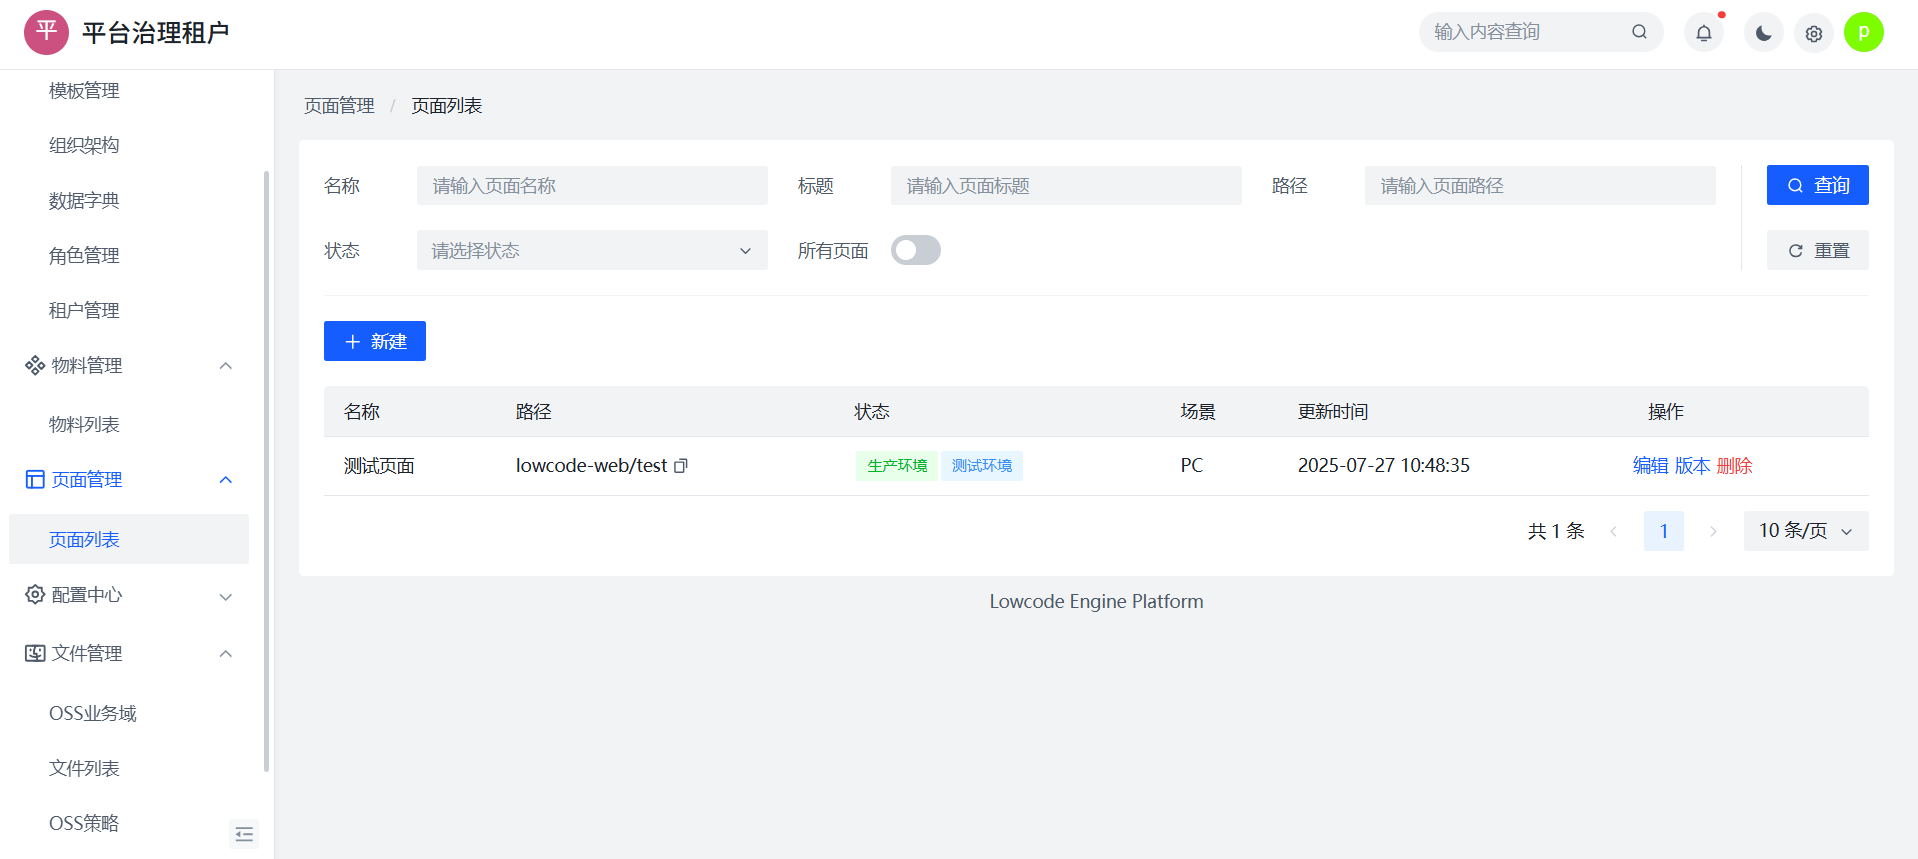 平 平台治理租户
输入内容查询
p
模板管理
组织架构
数据字典
角色管理
租户管理
物料管理
物料列表
页面管理
页面列表
配置中心
文件管理
OSS业务域
文件列表
OSS策略
页面管理 / 页面列表
名称 请输入页面名称 标题 请输入页面标题 路径 请输入页面路径 查询
状态 请选择状态 所有页面 重置
新建
名称 路径 状态 场景 更新时间 操作
测试页面 lowcode-web/test 生产环境 测试环境 PC 2025-07-27 10:48:35 编辑 版本 删除
共 1 条 1 10 条/页
Lowcode Engine Platform